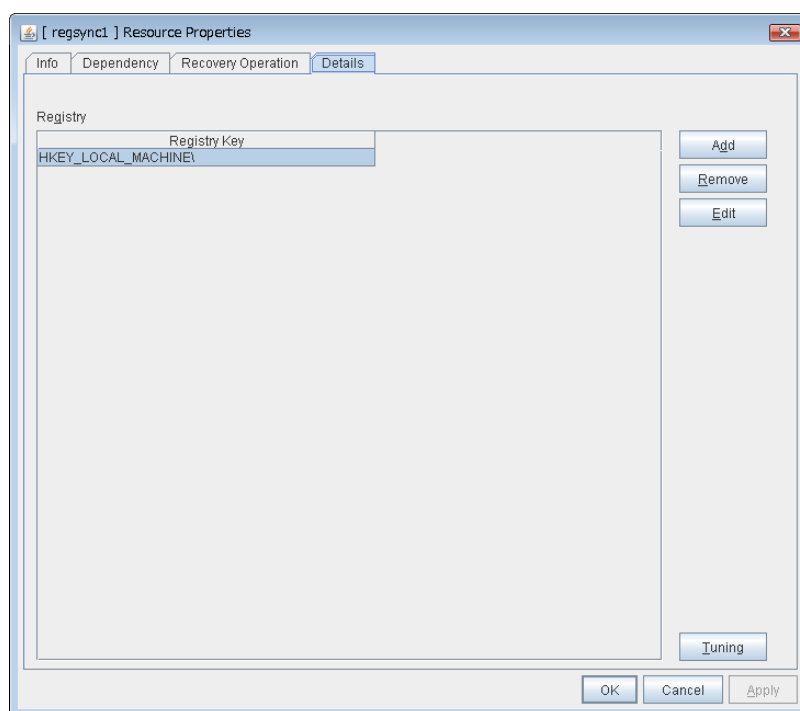 [ regsync1 ] Resource Properties
Info Dependency Recovery Operation Details
Registry
Registry Key
HKEY_LOCAL_MACHINE\
Add
Remove
Edit
Tuning
OK Cancel Apply